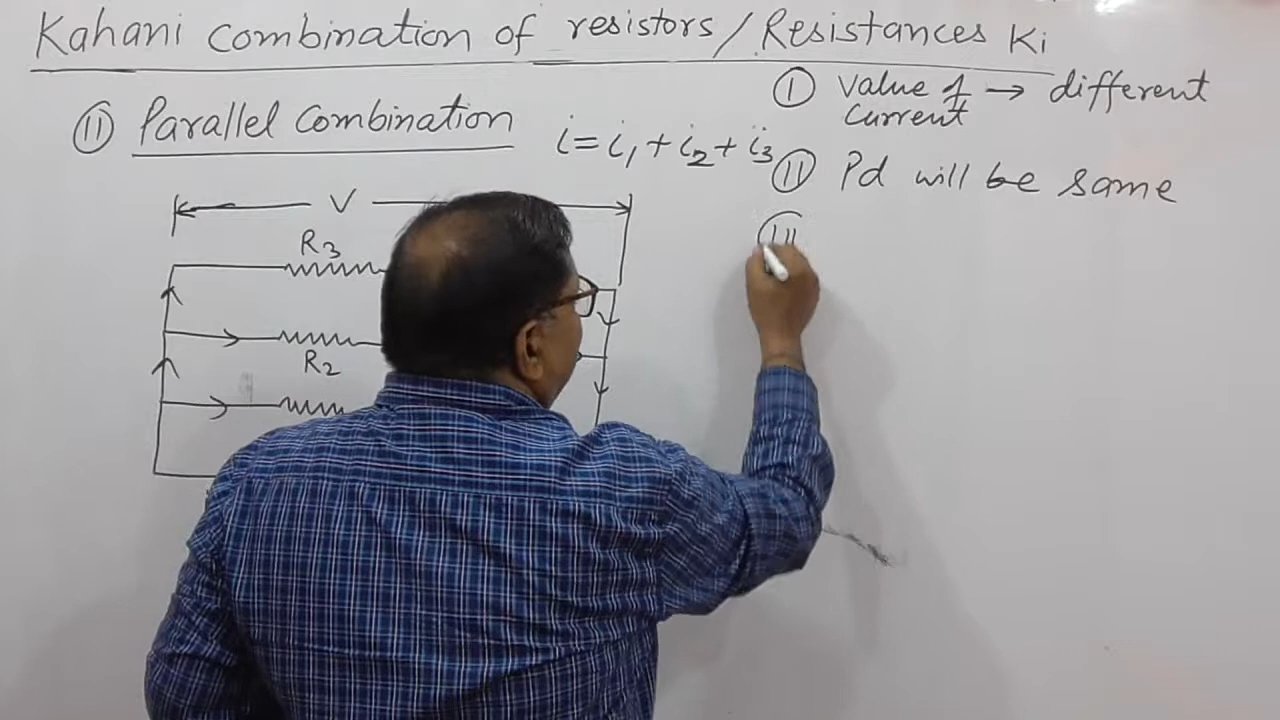 Kahani Combination of resistors / Resistances Ki
(II) Parallel Combination
i = i₁ + i₂ + i₃
(I) Value of → different
Current
(II) Pd will be same
(III)
V
R₃
R₂